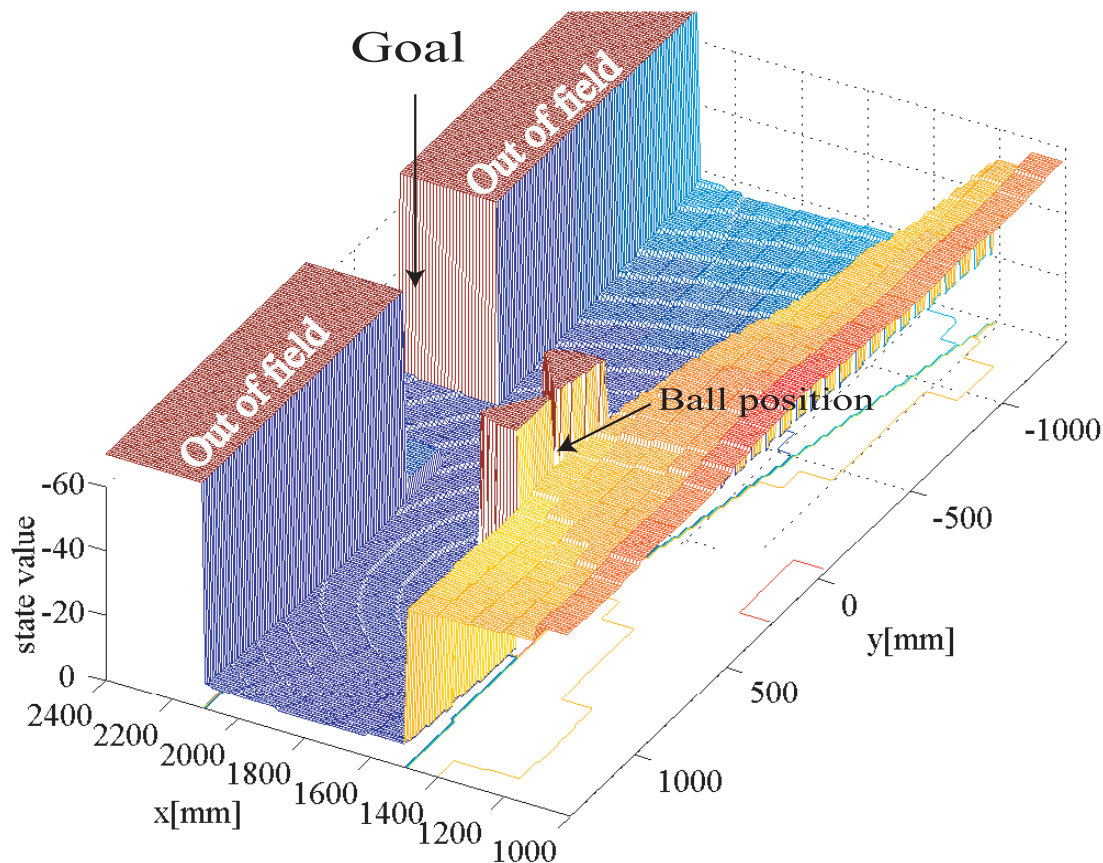 Goal
Out of field
Out of field
Ball position
-60
-40
-20
0
state value
2400
2200
2000
1800
1600
1400
1200
1000
x[mm]
-1000
-500
0
500
1000
y[mm]